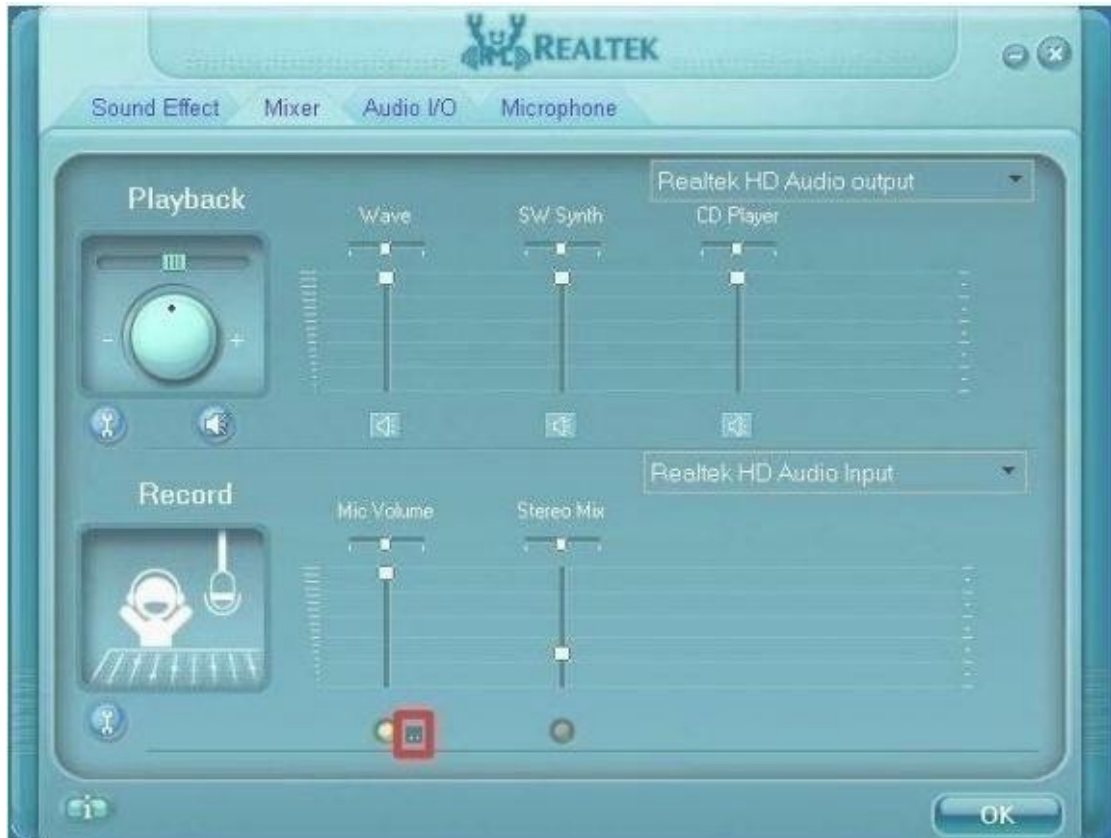 REALTEK
Sound Effect Mixer Audio I/O Microphone
Realtek HD Audio output
Playback
Wave SW Synth CD Player
- +
Realtek HD Audio Input
Record
Mic Volume Stereo Mix
..
i
OK